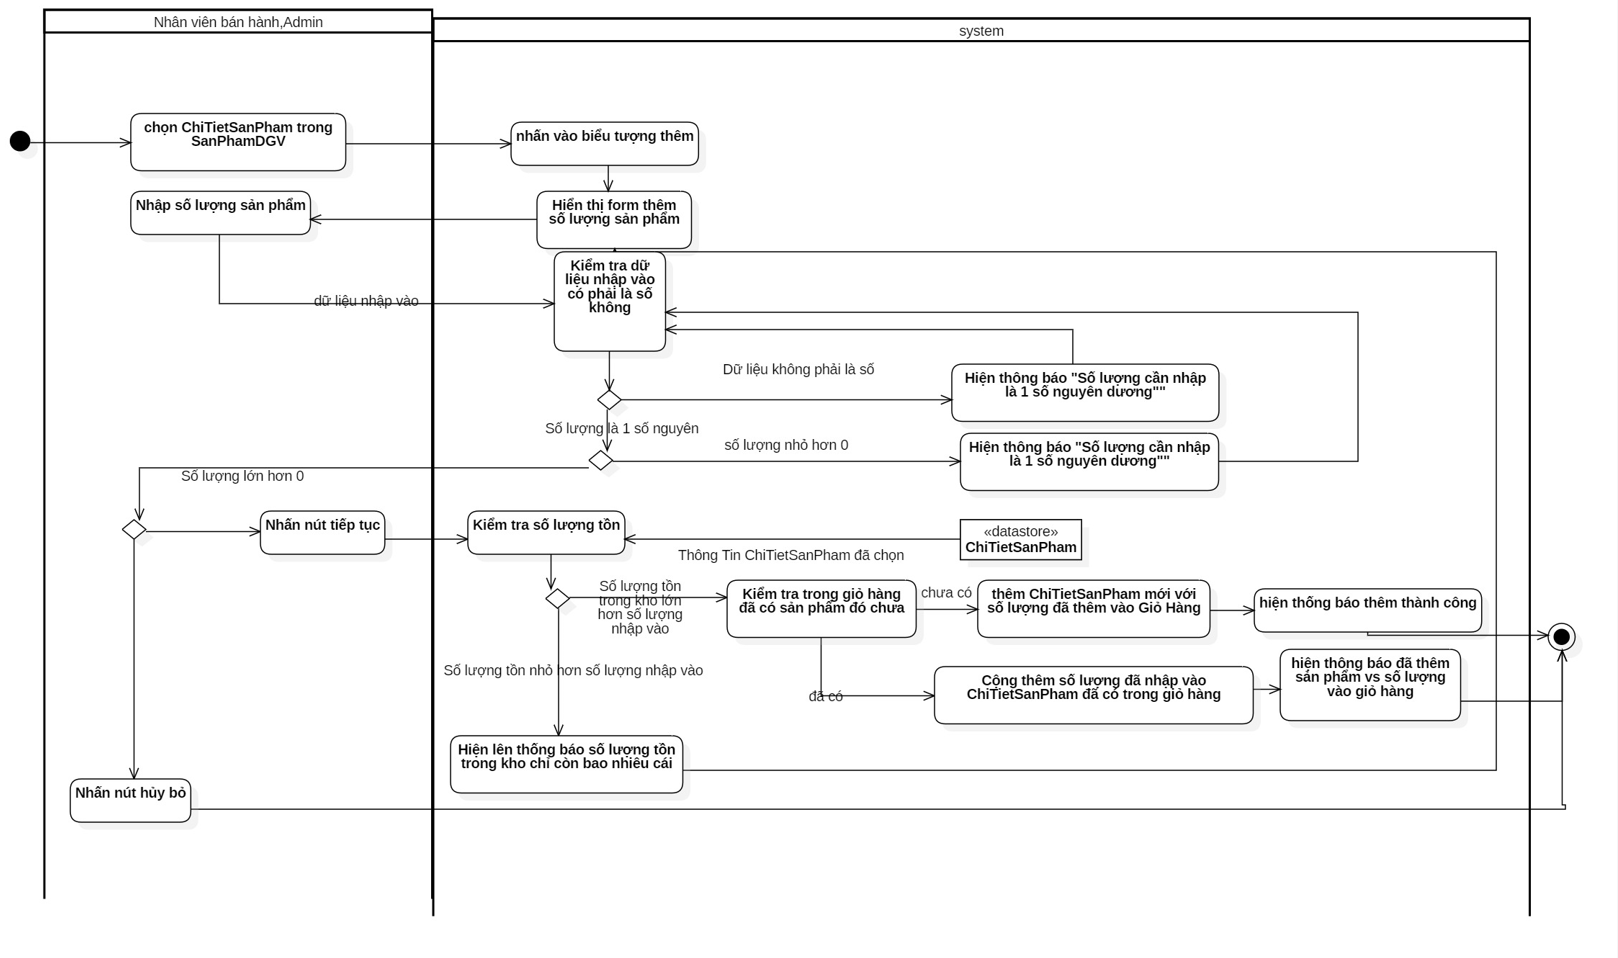 Nhân viên bán hành,Admin
system
chọn ChiTietSanPham trong
SanPhamDGV
nhấn vào biểu tượng thêm
Nhập số lượng sản phẩm
Hiển thị form thêm
số lượng sản phẩm
Kiểm tra dữ
liệu nhập vào
có phải là số
không
dữ liệu nhập vào
Dữ liệu không phải là số
Hiện thông báo "Số lượng cần nhập
là 1 số nguyên dương""
Số lượng là 1 số nguyên
số lượng nhỏ hơn 0
Hiện thông báo "Số lượng cần nhập
là 1 số nguyên dương""
Số lượng lớn hơn 0
Nhấn nút tiếp tục
Kiểm tra số lượng tồn
«datastore»
ChiTietSanPham
Thông Tin ChiTietSanPham đã chọn
Số lượng tồn
trong kho lớn
hơn số lượng
nhập vào
Kiểm tra trong giỏ hàng
đã có sản phẩm đó chưa
chưa có
thêm ChiTietSanPham mới với
số lượng đã thêm vào Giỏ Hàng
hiện thống báo thêm thành công
Số lượng tồn nhỏ hơn số lượng nhập vào
đã có
Cộng thêm số lượng đã nhập vào
ChiTietSanPham đã có trong giỏ hàng
hiện thông báo đã thêm
sản phẩm vs số lượng
vào giỏ hàng
Hiện lên thống báo số lượng tồn
trong kho chỉ còn bao nhiêu cái
Nhấn nút hủy bỏ